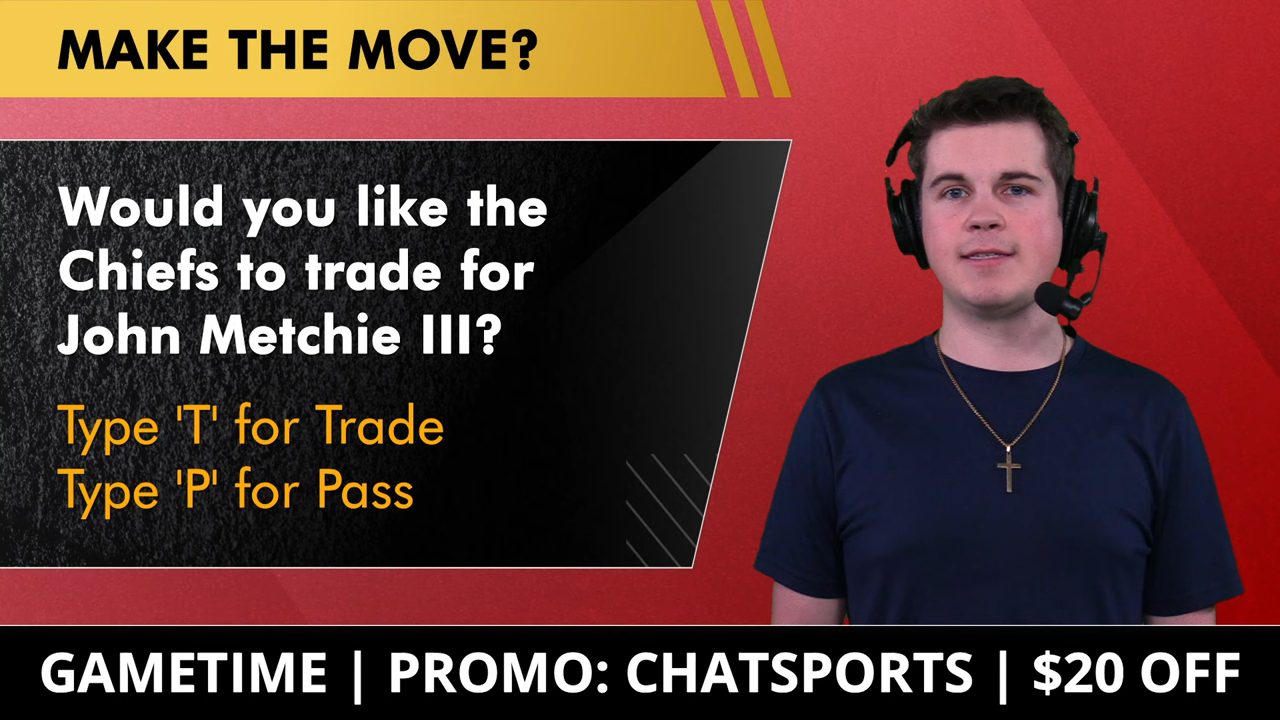 MAKE THE MOVE?
Would you like the
Chiefs to trade for
John Metchie III?
Type 'T' for Trade
Type 'P' for Pass
GAMETIME | PROMO: CHATSPORTS | $20 OFF